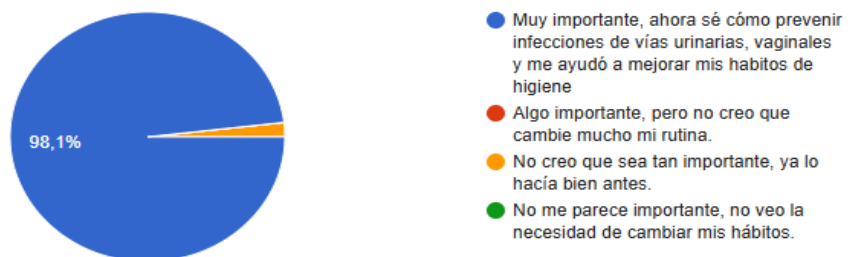 98,1%
Muy importante, ahora sé cómo prevenir
infecciones de vías urinarias, vaginales
y me ayudó a mejorar mis habitos de
higiene
Algo importante, pero no creo que
cambie mucho mi rutina.
No creo que sea tan importante, ya lo
hacía bien antes.
No me parece importante, no veo la
necesidad de cambiar mis hábitos.